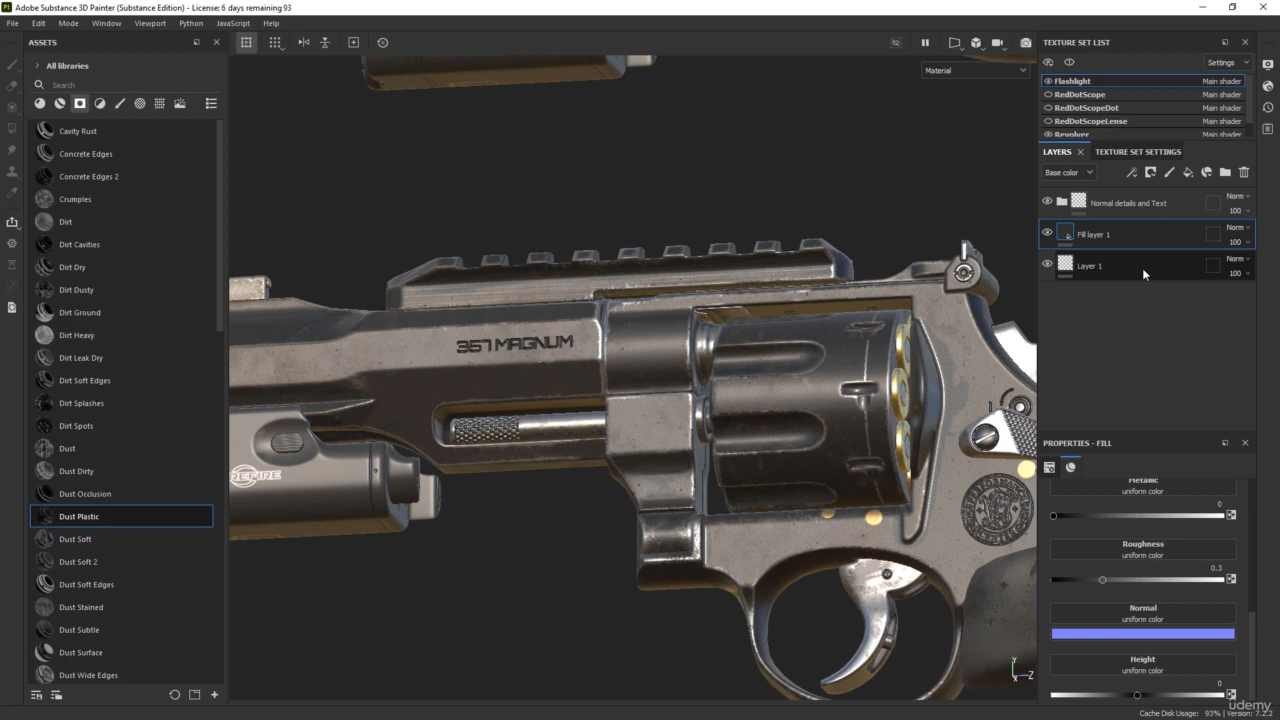 Adobe Substance 3D Painter (Substance Edition) - License: 6 days remaining 93
File Edit Mode Window Viewport Python JavaScript Help
ASSETS
All libraries
Search
Cavity Rust
Concrete Edges
Concrete Edges 2
Crumples
Dirt
Dirt Cavities
Dirt Dry
Dirt Dusty
Dirt Ground
Dirt Heavy
Dirt Leak Dry
Dirt Soft Edges
Dirt Splashes
Dirt Spots
Dust
Dust Dirty
Dust Occlusion
Dust Plastic
Dust Soft
Dust Soft 2
Dust Soft Edges
Dust Stained
Dust Subtle
Dust Surface
Dust Wide Edges
Material
357 MAGNUM
REFIRE
Y
Z
TEXTURE SET LIST
Settings
Flashlight Main shader
RedDotScope Main shader
RedDotScopeDot Main shader
RedDotScopeLense Main shader
Revolver Main shader
LAYERS TEXTURE SET SETTINGS
Base color
Normal details and Text Norm
100
Fill layer 1 Norm
100
Layer 1 Norm
100
PROPERTIES - FILL
Metallic
uniform color
0
Roughness
uniform color
0.3
Normal
uniform color
Height
uniform color
0
Cache Disk Usage: 93% | Version: 7.2.2
udemy